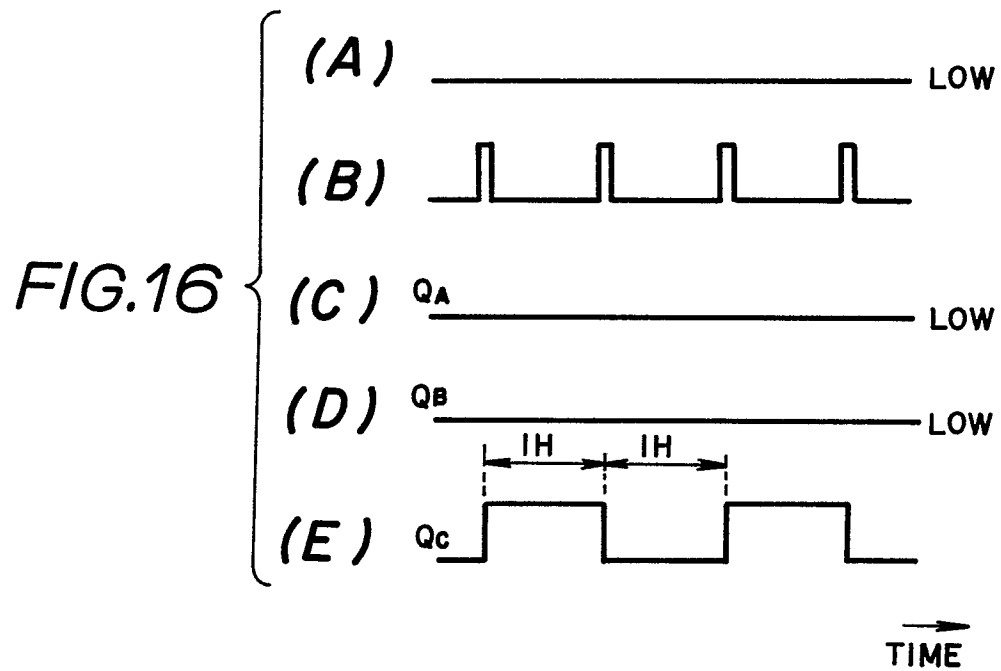 FIG.16
(A) LOW
(B)
(C) QA LOW
(D) QB LOW
1H 1H
(E) QC
TIME